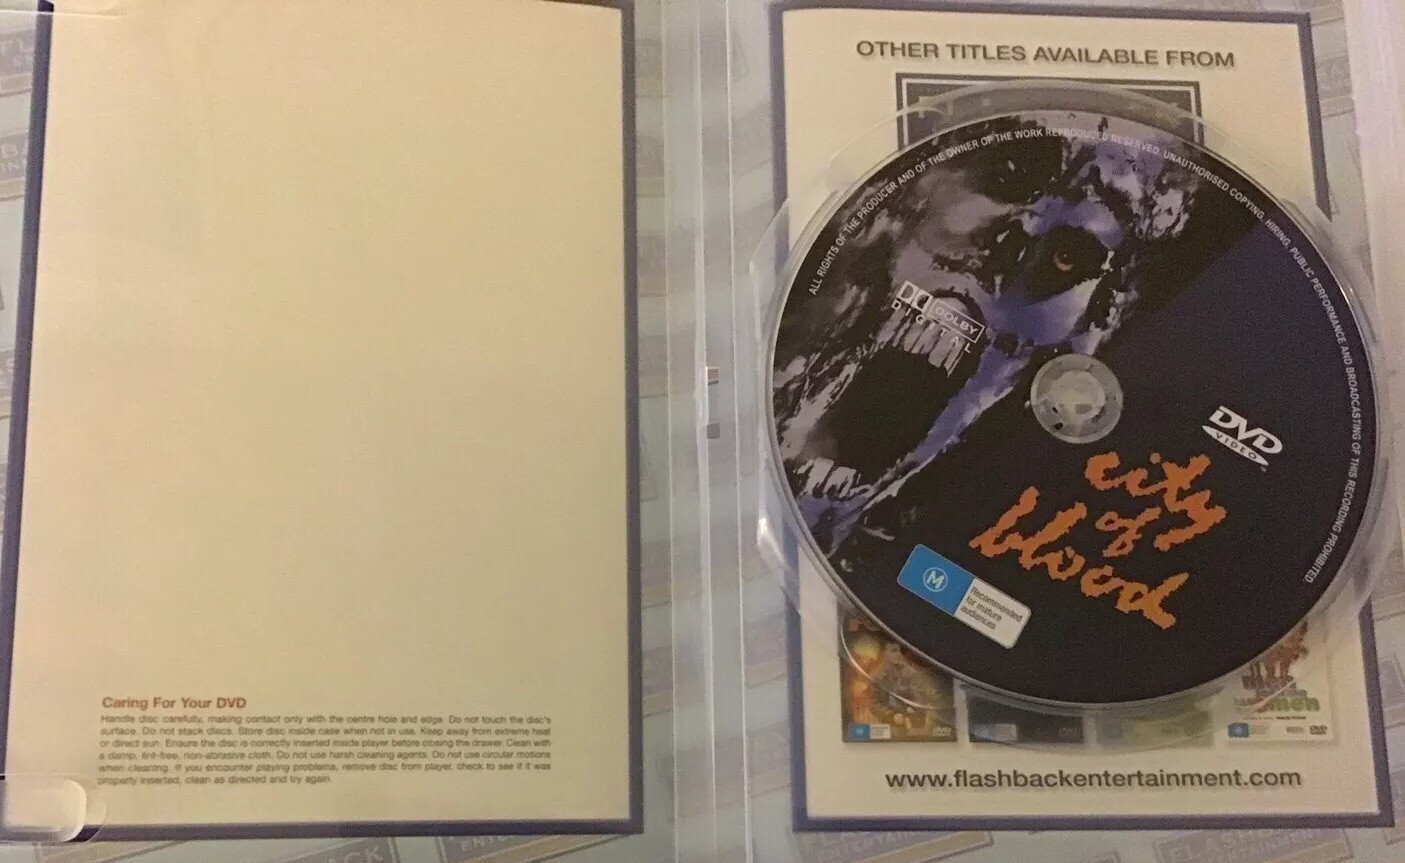 Caring For Your DVD
Handle disc carefully, making contact only with the centre hole and edge. Do not touch the disc's
surface. Do not stack discs. Store disc inside case when not in use. Keep away from extreme heat
or direct sun. Ensure the disc is correctly inserted inside player before closing the drawer. Clean with
a damp, lint-free, non-abrasive cloth. Do not use harsh cleaning agents. Do not use circular motions
when cleaning. If you encounter playing problems, remove disc from player, check to see if it was
properly inserted, clean as directed and try again.
OTHER TITLES AVAILABLE FROM
ALL RIGHTS OF THE PRODUCER AND OF THE OWNER OF THE WORK REPRODUCED RESERVED. UNAUTHORISED COPYING, HIRING, PUBLIC PERFORMANCE AND BROADCASTING OF THIS RECORDING PROHIBITED.
DOLBY
DIGITAL
DVD
VIDEO
city
of
blood
M
Recommended
for mature
audiences
www.flashbackentertainment.com